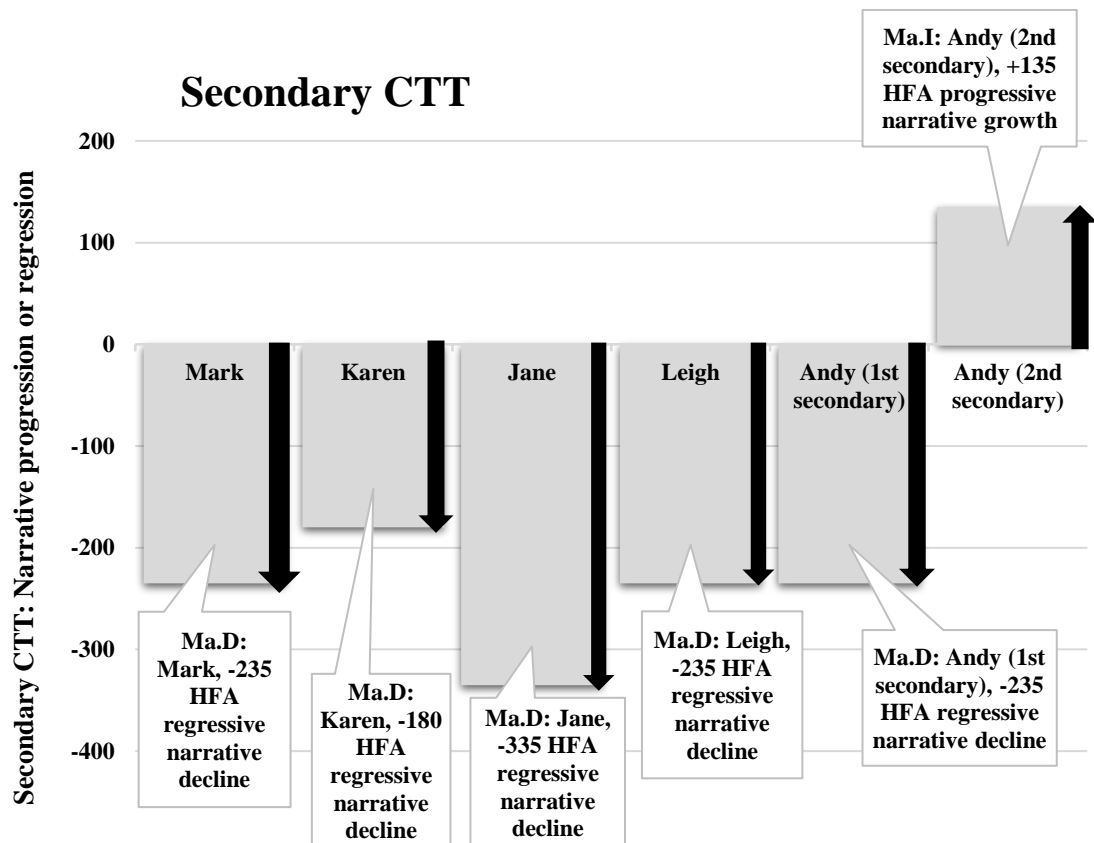 Ma.I: Andy (2nd
secondary), +135
HFA progressive
narrative growth
Secondary CTT
Secondary CTT: Narrative progression or regression
200
100
0
-100
-200
-300
-400
Mark
Karen
Jane
Leigh
Andy (1st
secondary)
Andy (2nd
secondary)
Ma.D:
Mark, -235
HFA
regressive
narrative
decline
Ma.D:
Karen, -180
HFA
regressive
narrative
decline
Ma.D: Jane,
-335 HFA
regressive
narrative
decline
Ma.D: Leigh,
-235 HFA
regressive
narrative
decline
Ma.D: Andy (1st
secondary), -235
HFA regressive
narrative decline